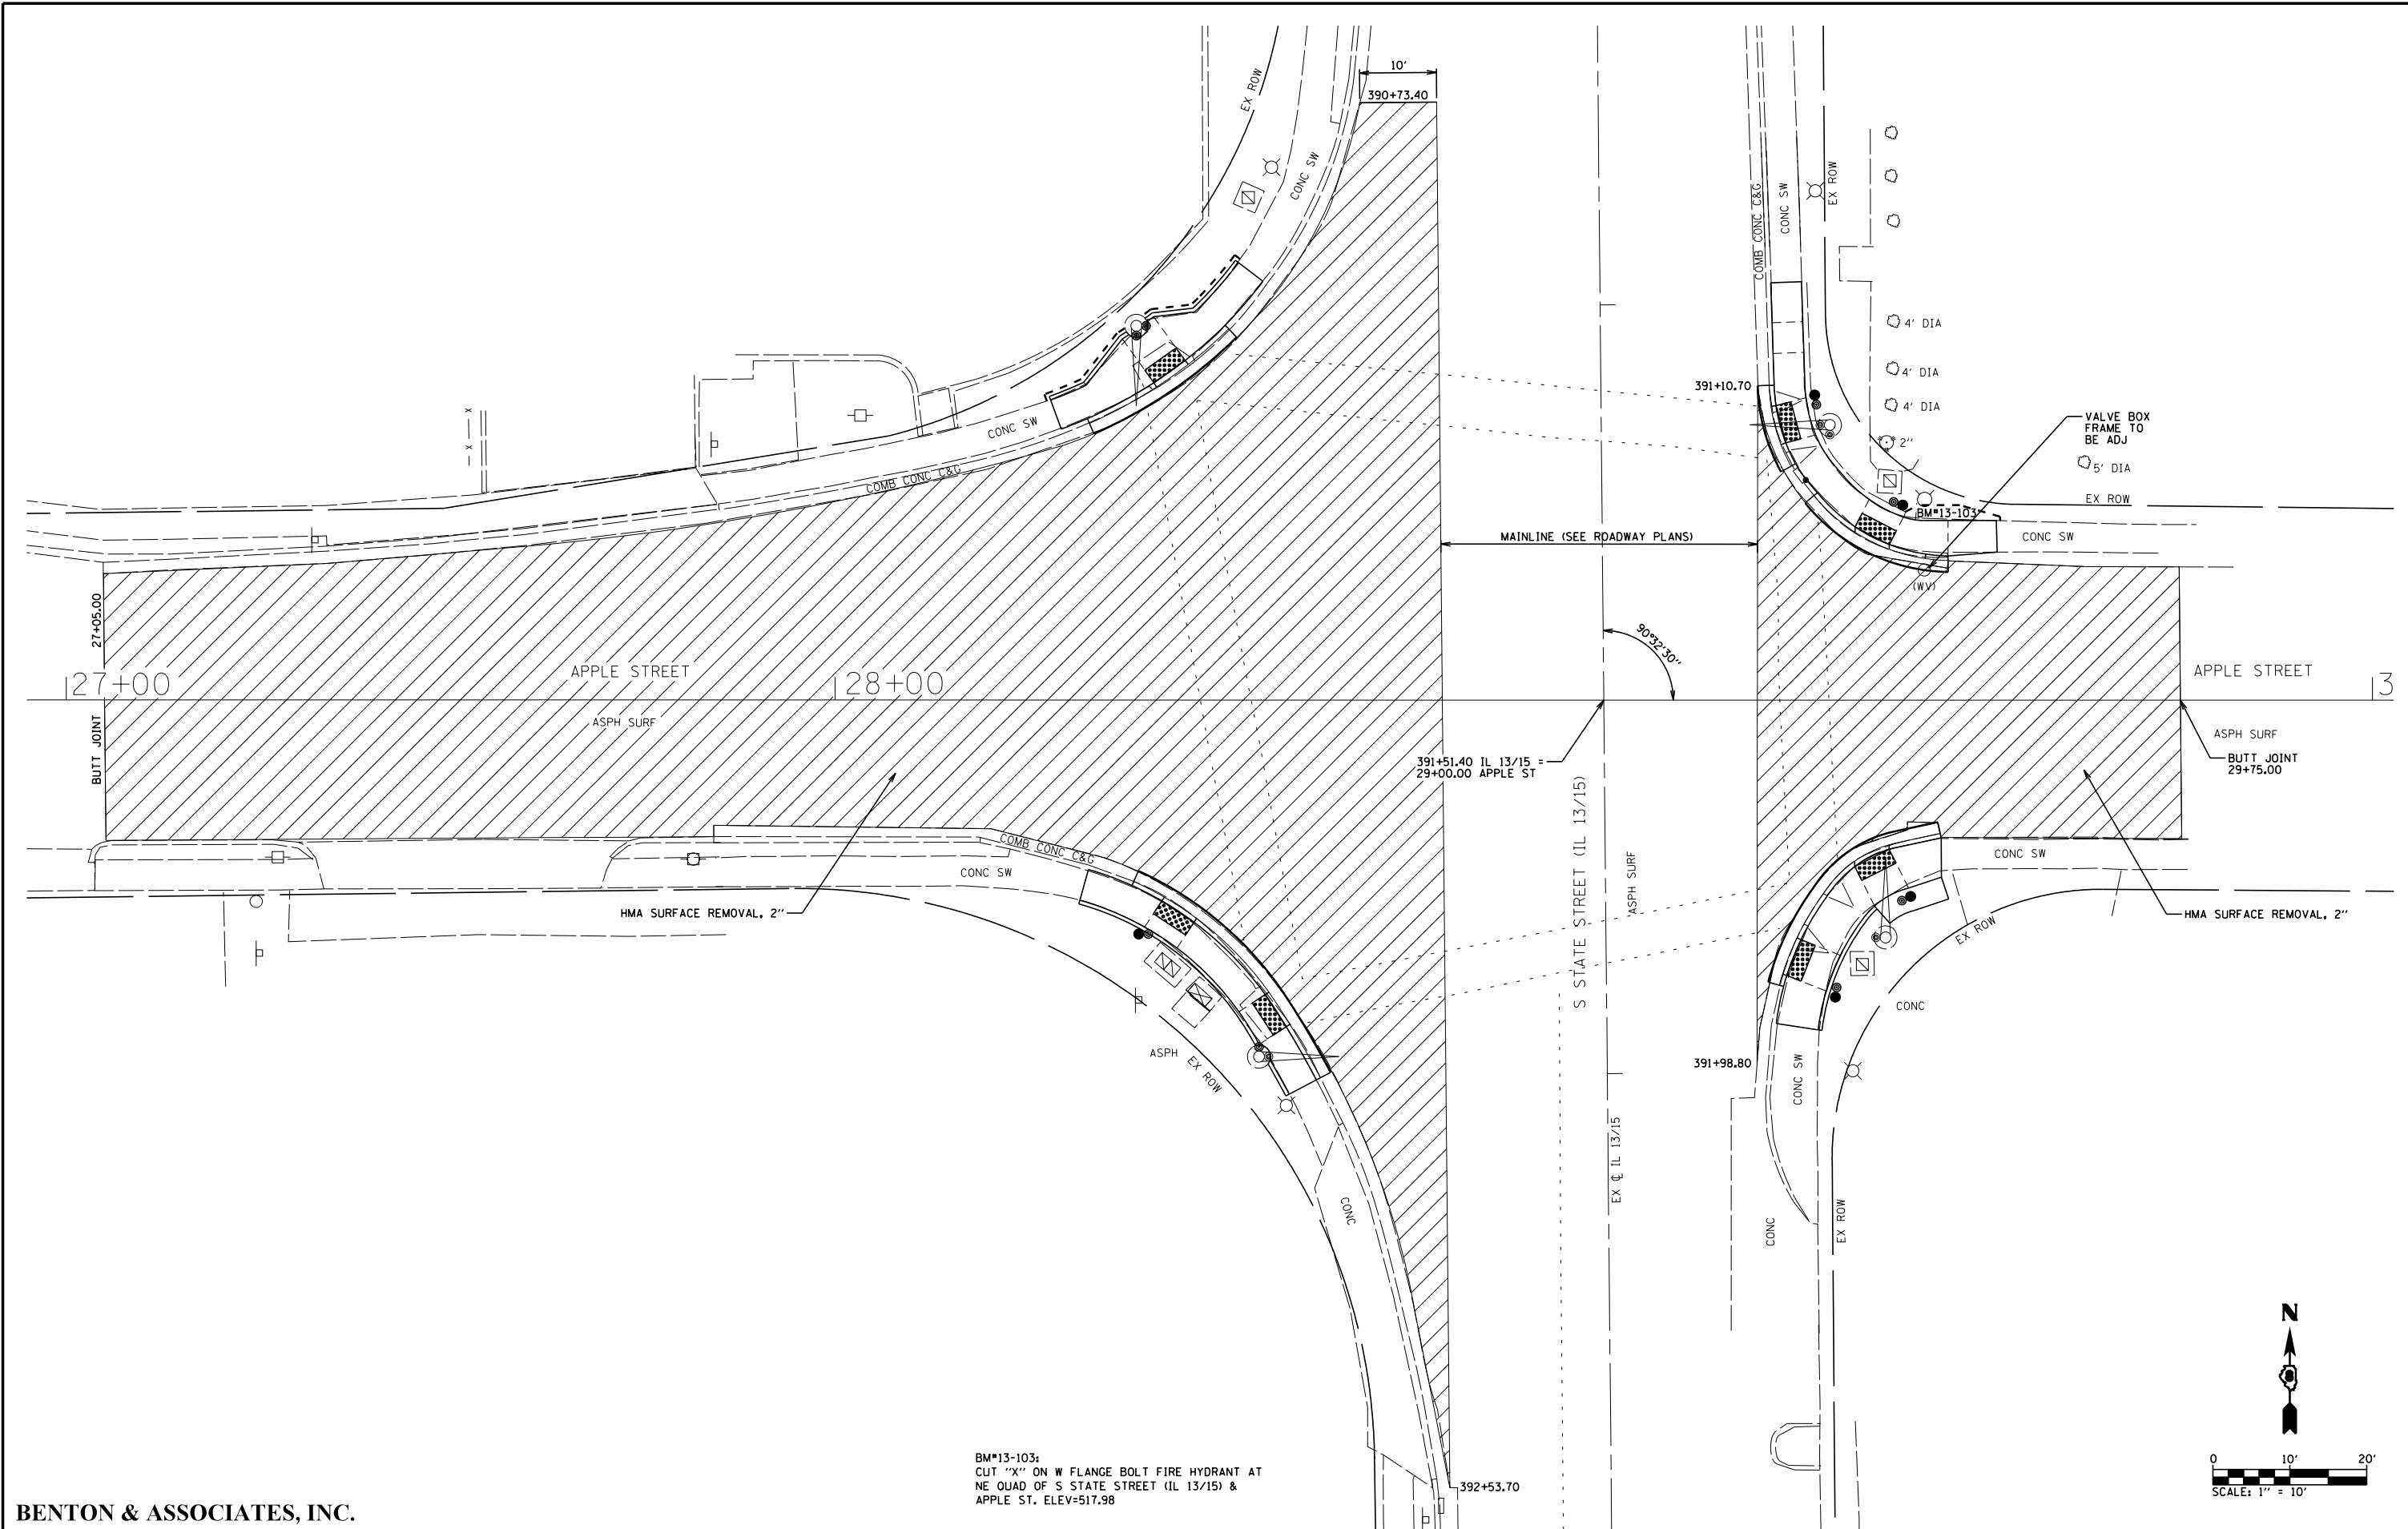 10'
390+73.40
EX ROW
CONC SW
COMB CONC C&G
CONC SW
EX ROW
4' DIA
4' DIA
4' DIA
391+10.70
VALVE BOX
FRAME TO
BE ADJ
2"
5' DIA
EX ROW
BM#13-103
CONC SW
CONC SW
COMB CONC C&G
MAINLINE (SEE ROADWAY PLANS)
(WV)
27+05.00
90°32'30"
APPLE STREET
APPLE STREET
27+00
28+00
3
BUTT JOINT
ASPH SURF
ASPH SURF
BUTT JOINT
29+75.00
391+51.40 IL 13/15 =
29+00.00 APPLE ST
S STATE STREET (IL 13/15)
ASPH SURF
COMB CONC C&G
CONC SW
CONC SW
HMA SURFACE REMOVAL, 2"
HMA SURFACE REMOVAL, 2"
EX ROW
CONC
ASPH
EX ROW
391+98.80
CONC SW
EX ℄ IL 13/15
CONC
CONC
EX ROW
N
BM#13-103:
CUT "X" ON W FLANGE BOLT FIRE HYDRANT AT
NE QUAD OF S STATE STREET (IL 13/15) &
APPLE ST. ELEV=517.98
392+53.70
0 10' 20'
SCALE: 1" = 10'
BENTON & ASSOCIATES, INC.